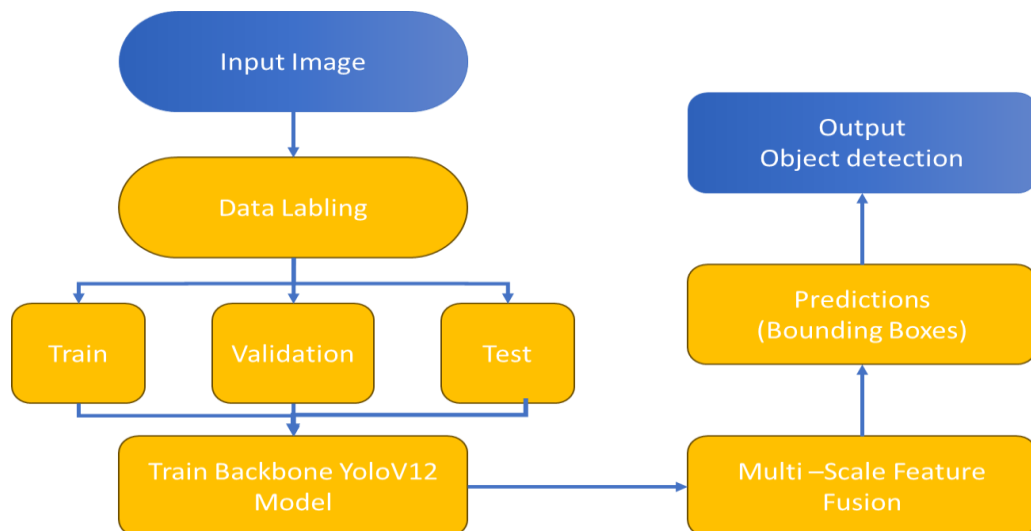 Input Image
Data Labling
Train
Validation
Test
Train Backbone YoloV12
Model
Multi –Scale Feature
Fusion
Predictions
(Bounding Boxes)
Output
Object detection